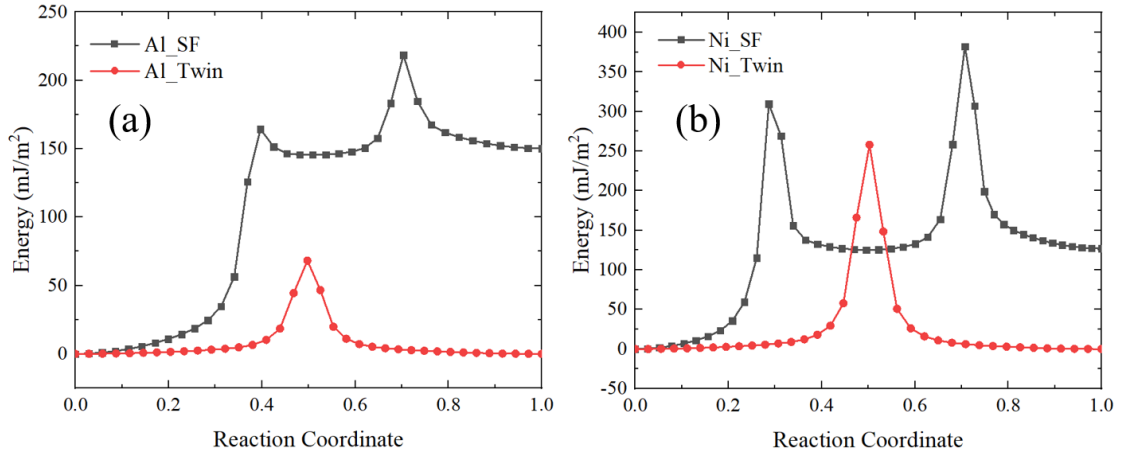 250
200
150
100
50
0
Energy (mJ/m²)
Al_SF
Al_Twin
(a)
0.0 0.2 0.4 0.6 0.8 1.0
Reaction Coordinate
400
350
300
250
200
150
100
50
0
-50
Energy (mJ/m²)
Ni_SF
Ni_Twin
(b)
0.0 0.2 0.4 0.6 0.8 1.0
Reaction Coordinate